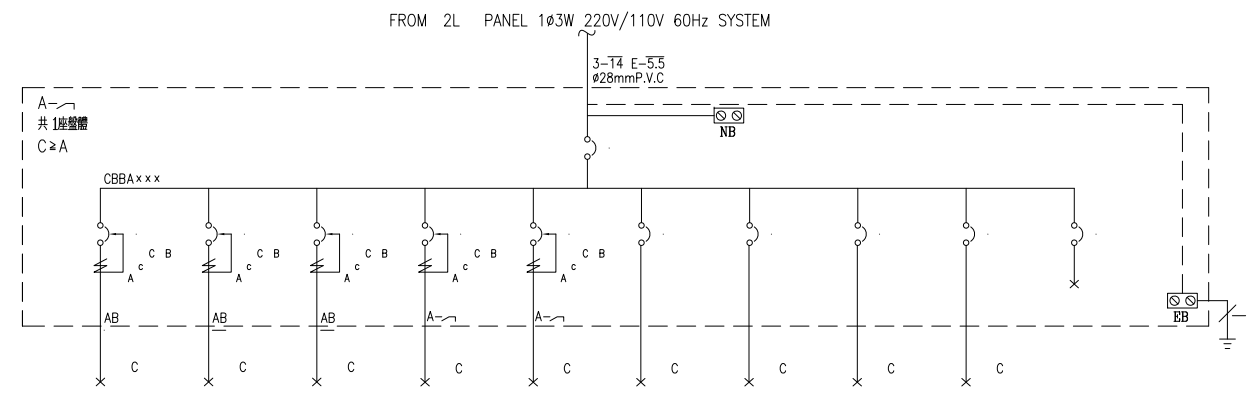 FROM 2L PANEL 1ø3W 220V/110V 60Hz SYSTEM
3-14 E-5.5
ø28mmP.V.C
A-
共 1座盤體
C≥A
NB
CBBA×××
C B C B C B C B C B
c c c c c
A A A A A
AB AB AB A- A-
EB
C C C C C C C C C